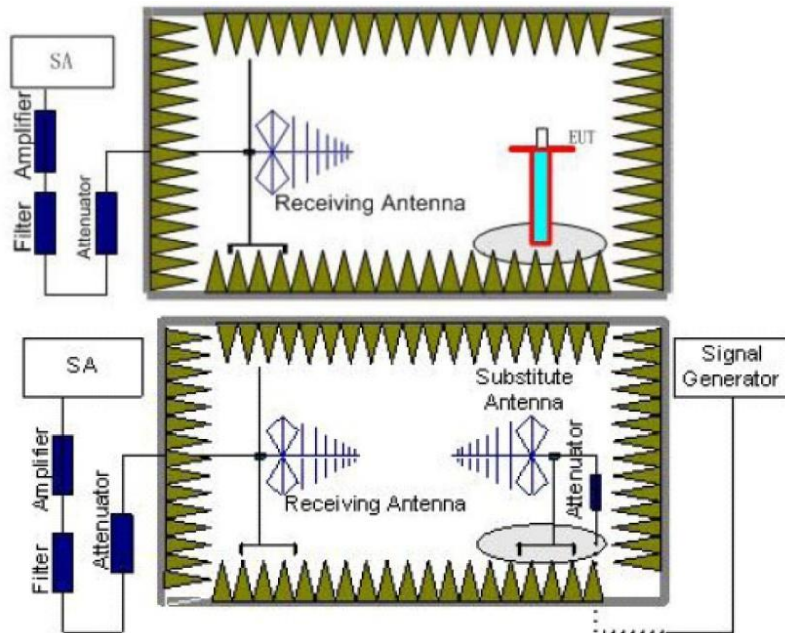 SA
Amplifier
Filter
Attenuator
Receiving Antenna
EUT
SA
Amplifier
Filter
Attenuator
Receiving Antenna
Substitute
Antenna
Attenuator
Signal
Generator